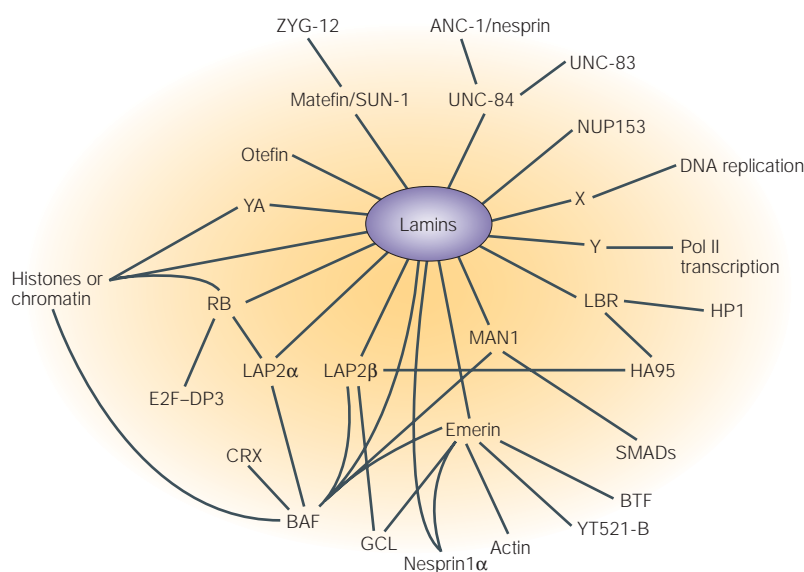 ZYG-12
ANC-1/nesprin
UNC-83
Matefin/SUN-1
UNC-84
NUP153
Otefin
DNA replication
YA
X
Lamins
Y
Pol II
transcription
Histones or
chromatin
RB
LBR
HP1
MAN1
LAP2α
LAP2β
HA95
E2F–DP3
Emerin
CRX
SMADs
BTF
BAF
YT521-B
GCL
Actin
Nesprin1α